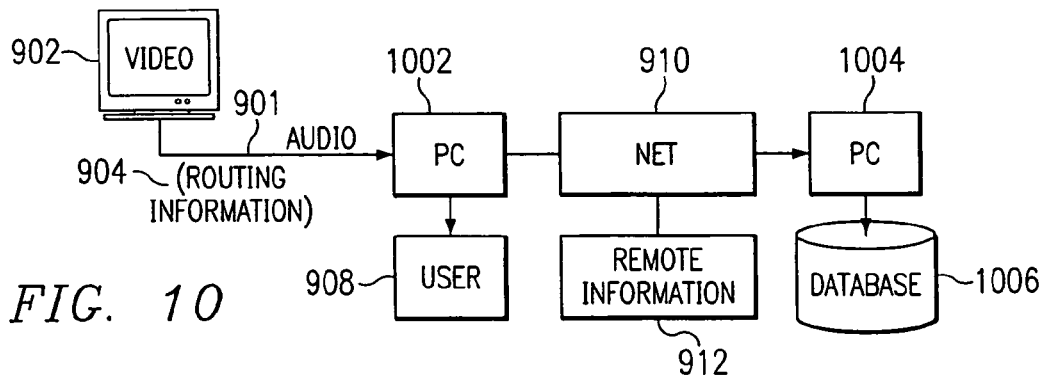 902
VIDEO
901
AUDIO
904
(ROUTING
INFORMATION)
1002
PC
910
NET
1004
PC
908
USER
REMOTE
INFORMATION
912
DATABASE
1006
FIG. 10